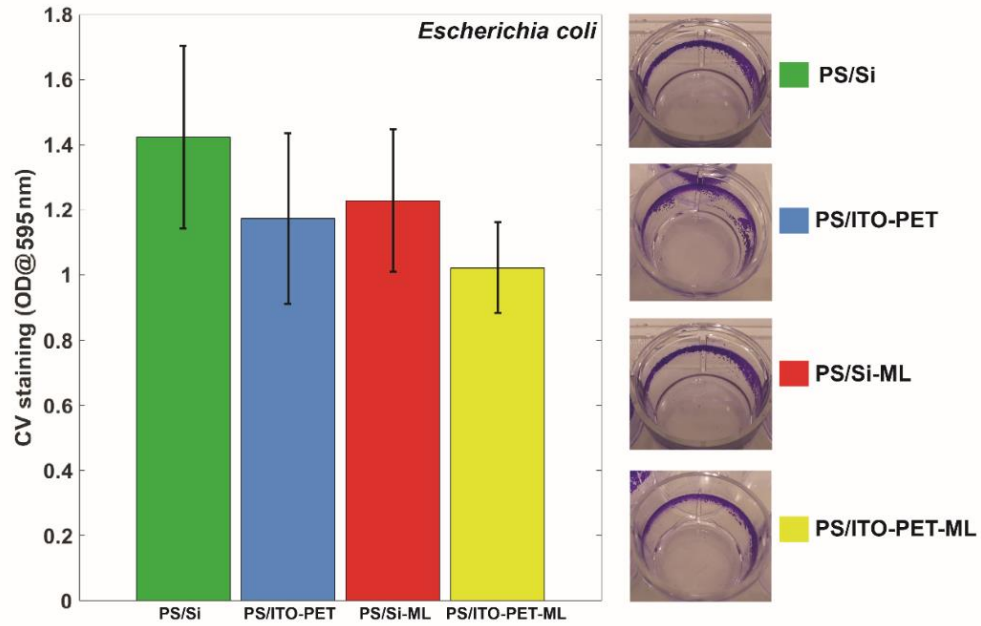 Escherichia coli
CV staining (OD@595nm)
1.8
1.6
1.4
1.2
1
0.8
0.6
0.4
0.2
0
PS/Si
PS/ITO-PET
PS/Si-ML
PS/ITO-PET-ML
PS/Si
PS/ITO-PET
PS/Si-ML
PS/ITO-PET-ML